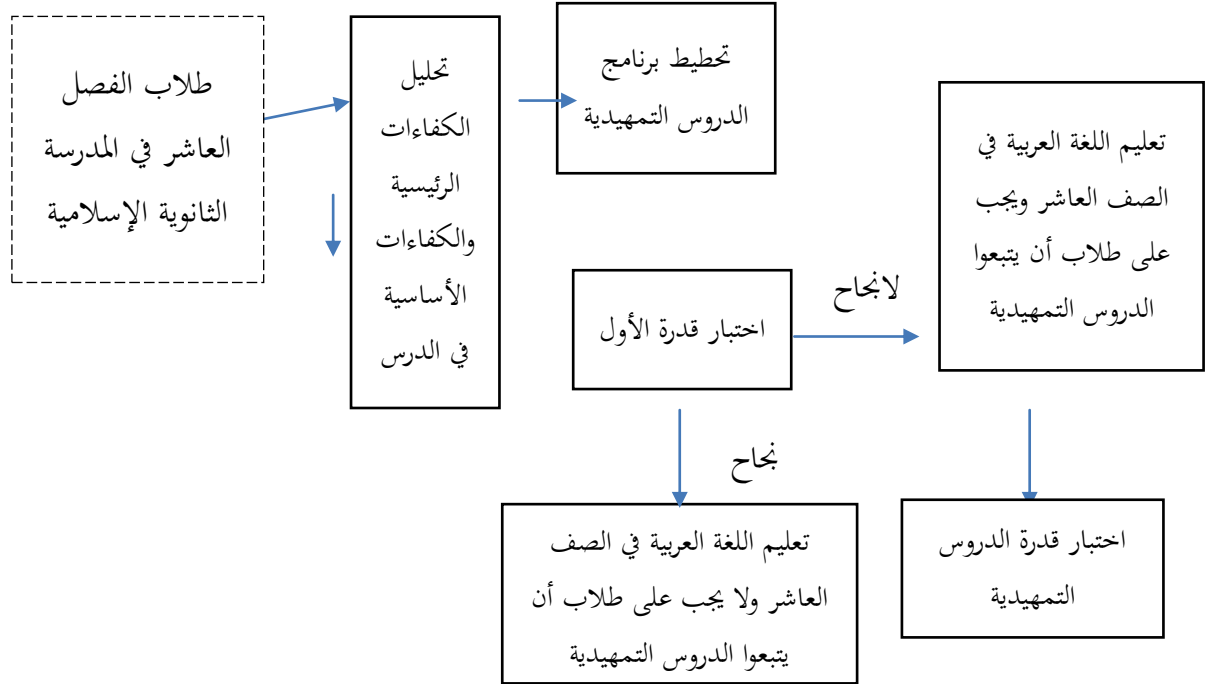 طلاب الفصل
العاشر في المدرسة
الثانوية الإسلامية
تحليل
الكفاءات
الرئيسية
والكفاءات
الأساسية
في الدرس
تحطيط برنامج
الدروس التمهيدية
اختبار قدرة الأول
لانجاح
تعليم اللغة العربية في
الصف العاشر ويجب
على طلاب أن يتبعوا
الدروس التمهيدية
نجاح
تعليم اللغة العربية في الصف
العاشر ولا يجب على طلاب أن
يتبعوا الدروس التمهيدية
اختبار قدرة الدروس
التمهيدية